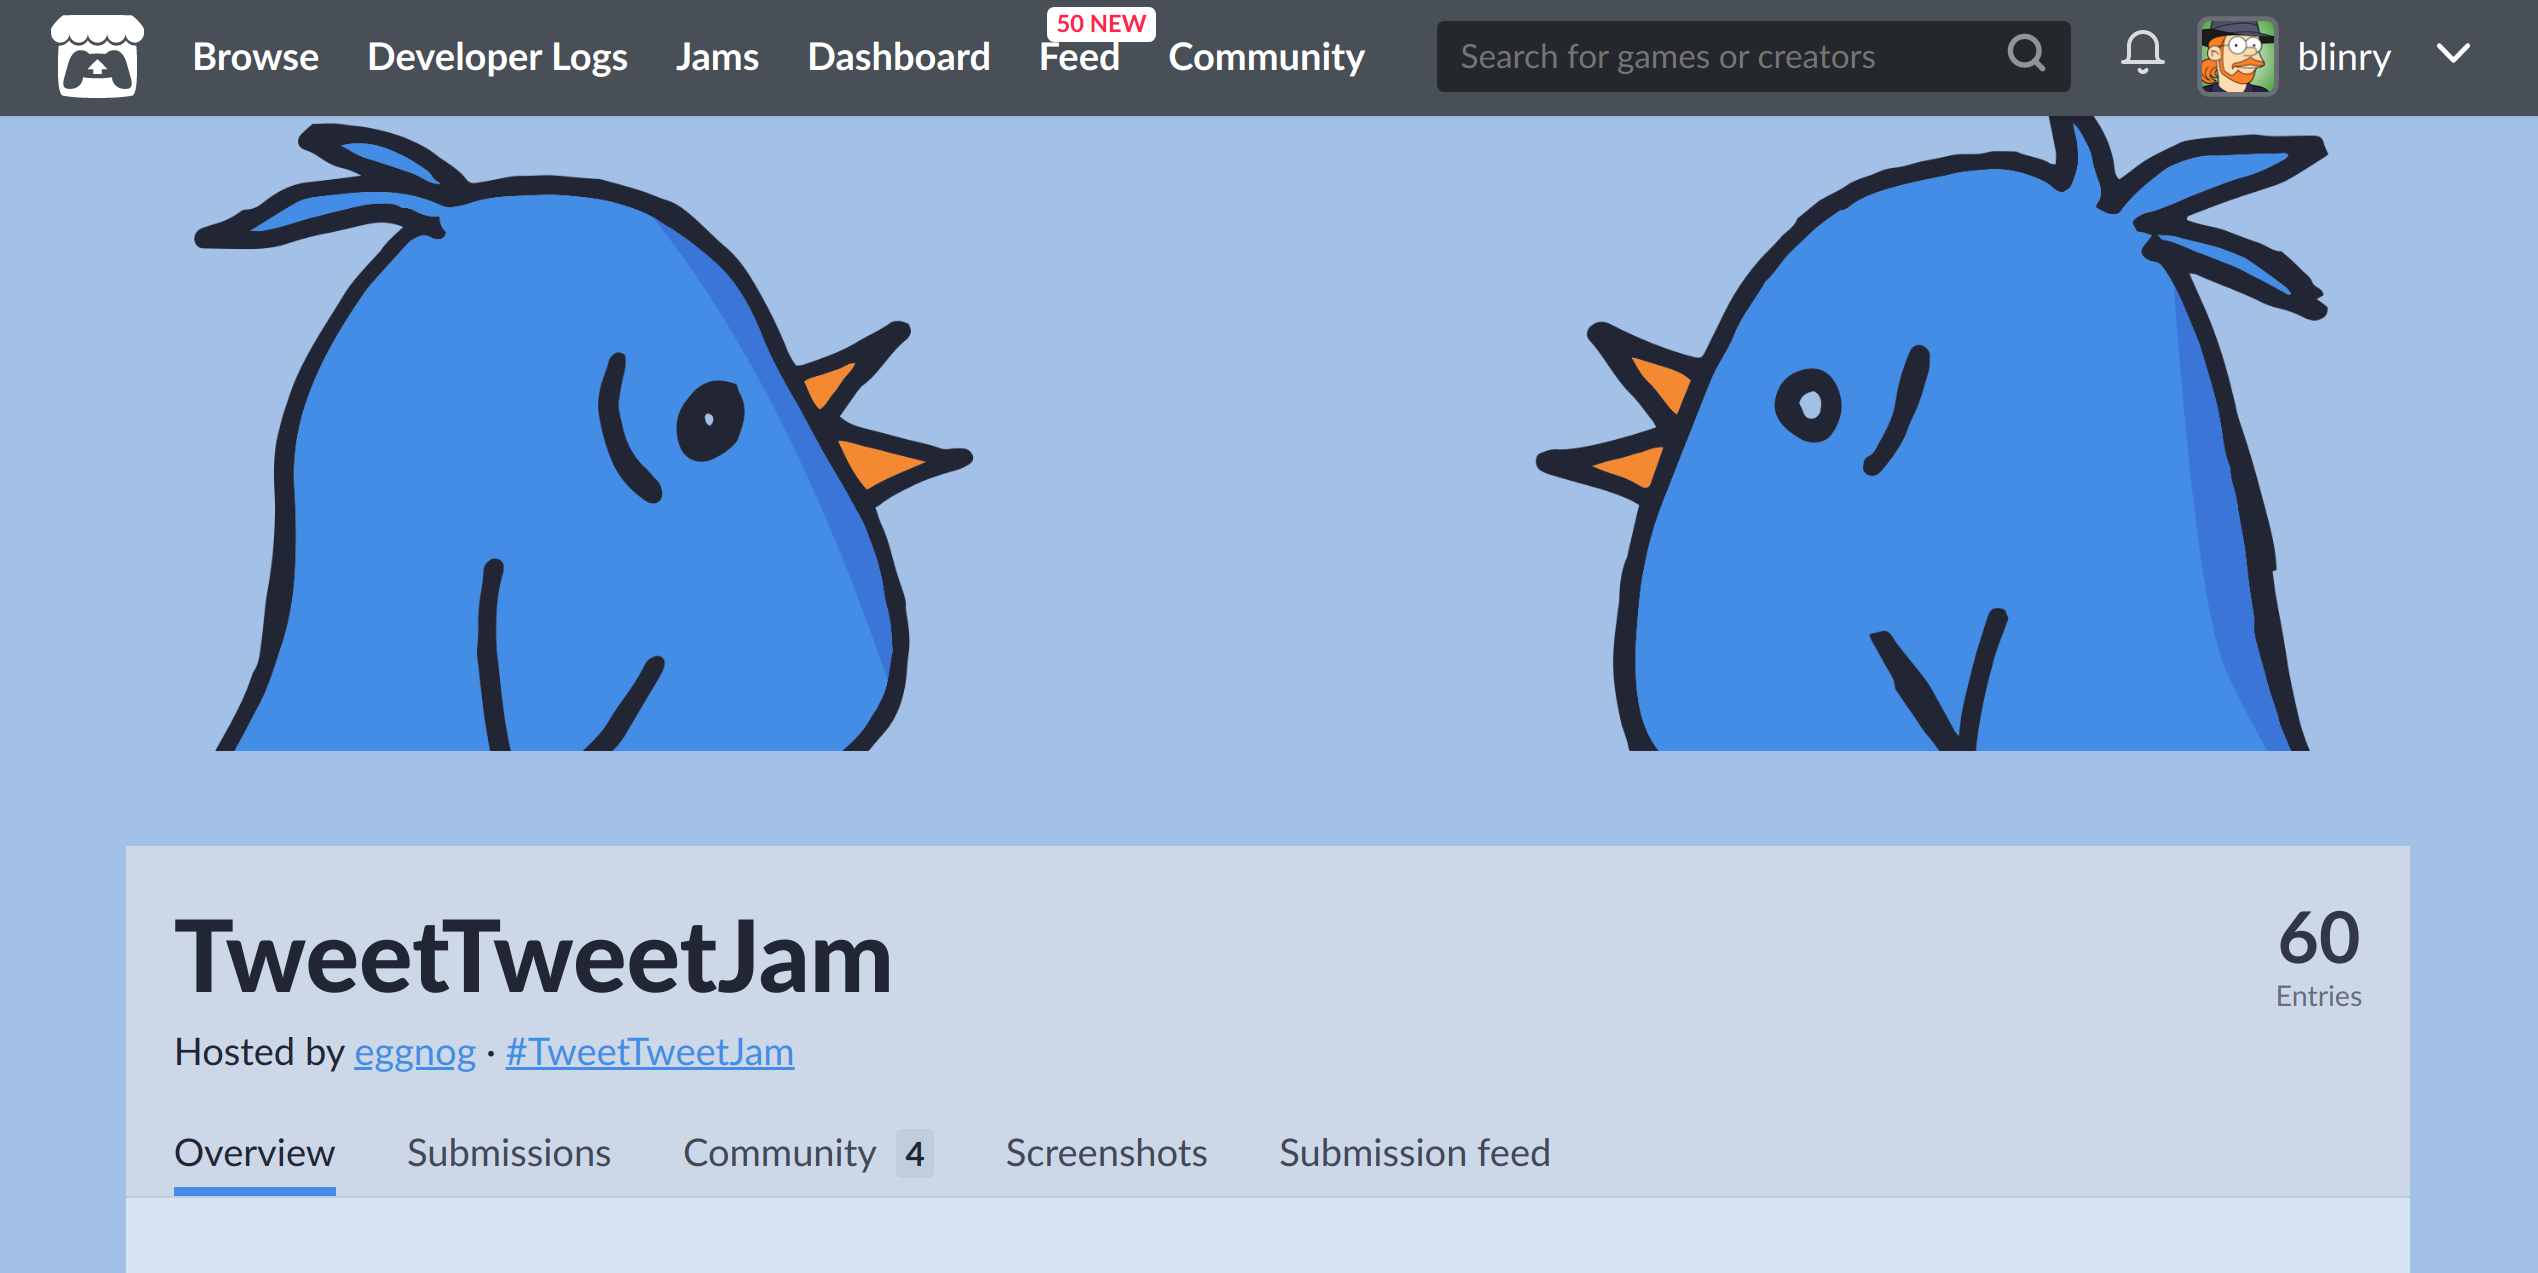 50 NEW
Browse Developer Logs Jams Dashboard Feed Community Search for games or creators blinry
TweetTweetJam
60
Entries
Hosted by eggnog · #TweetTweetJam
Overview Submissions Community 4 Screenshots Submission feed